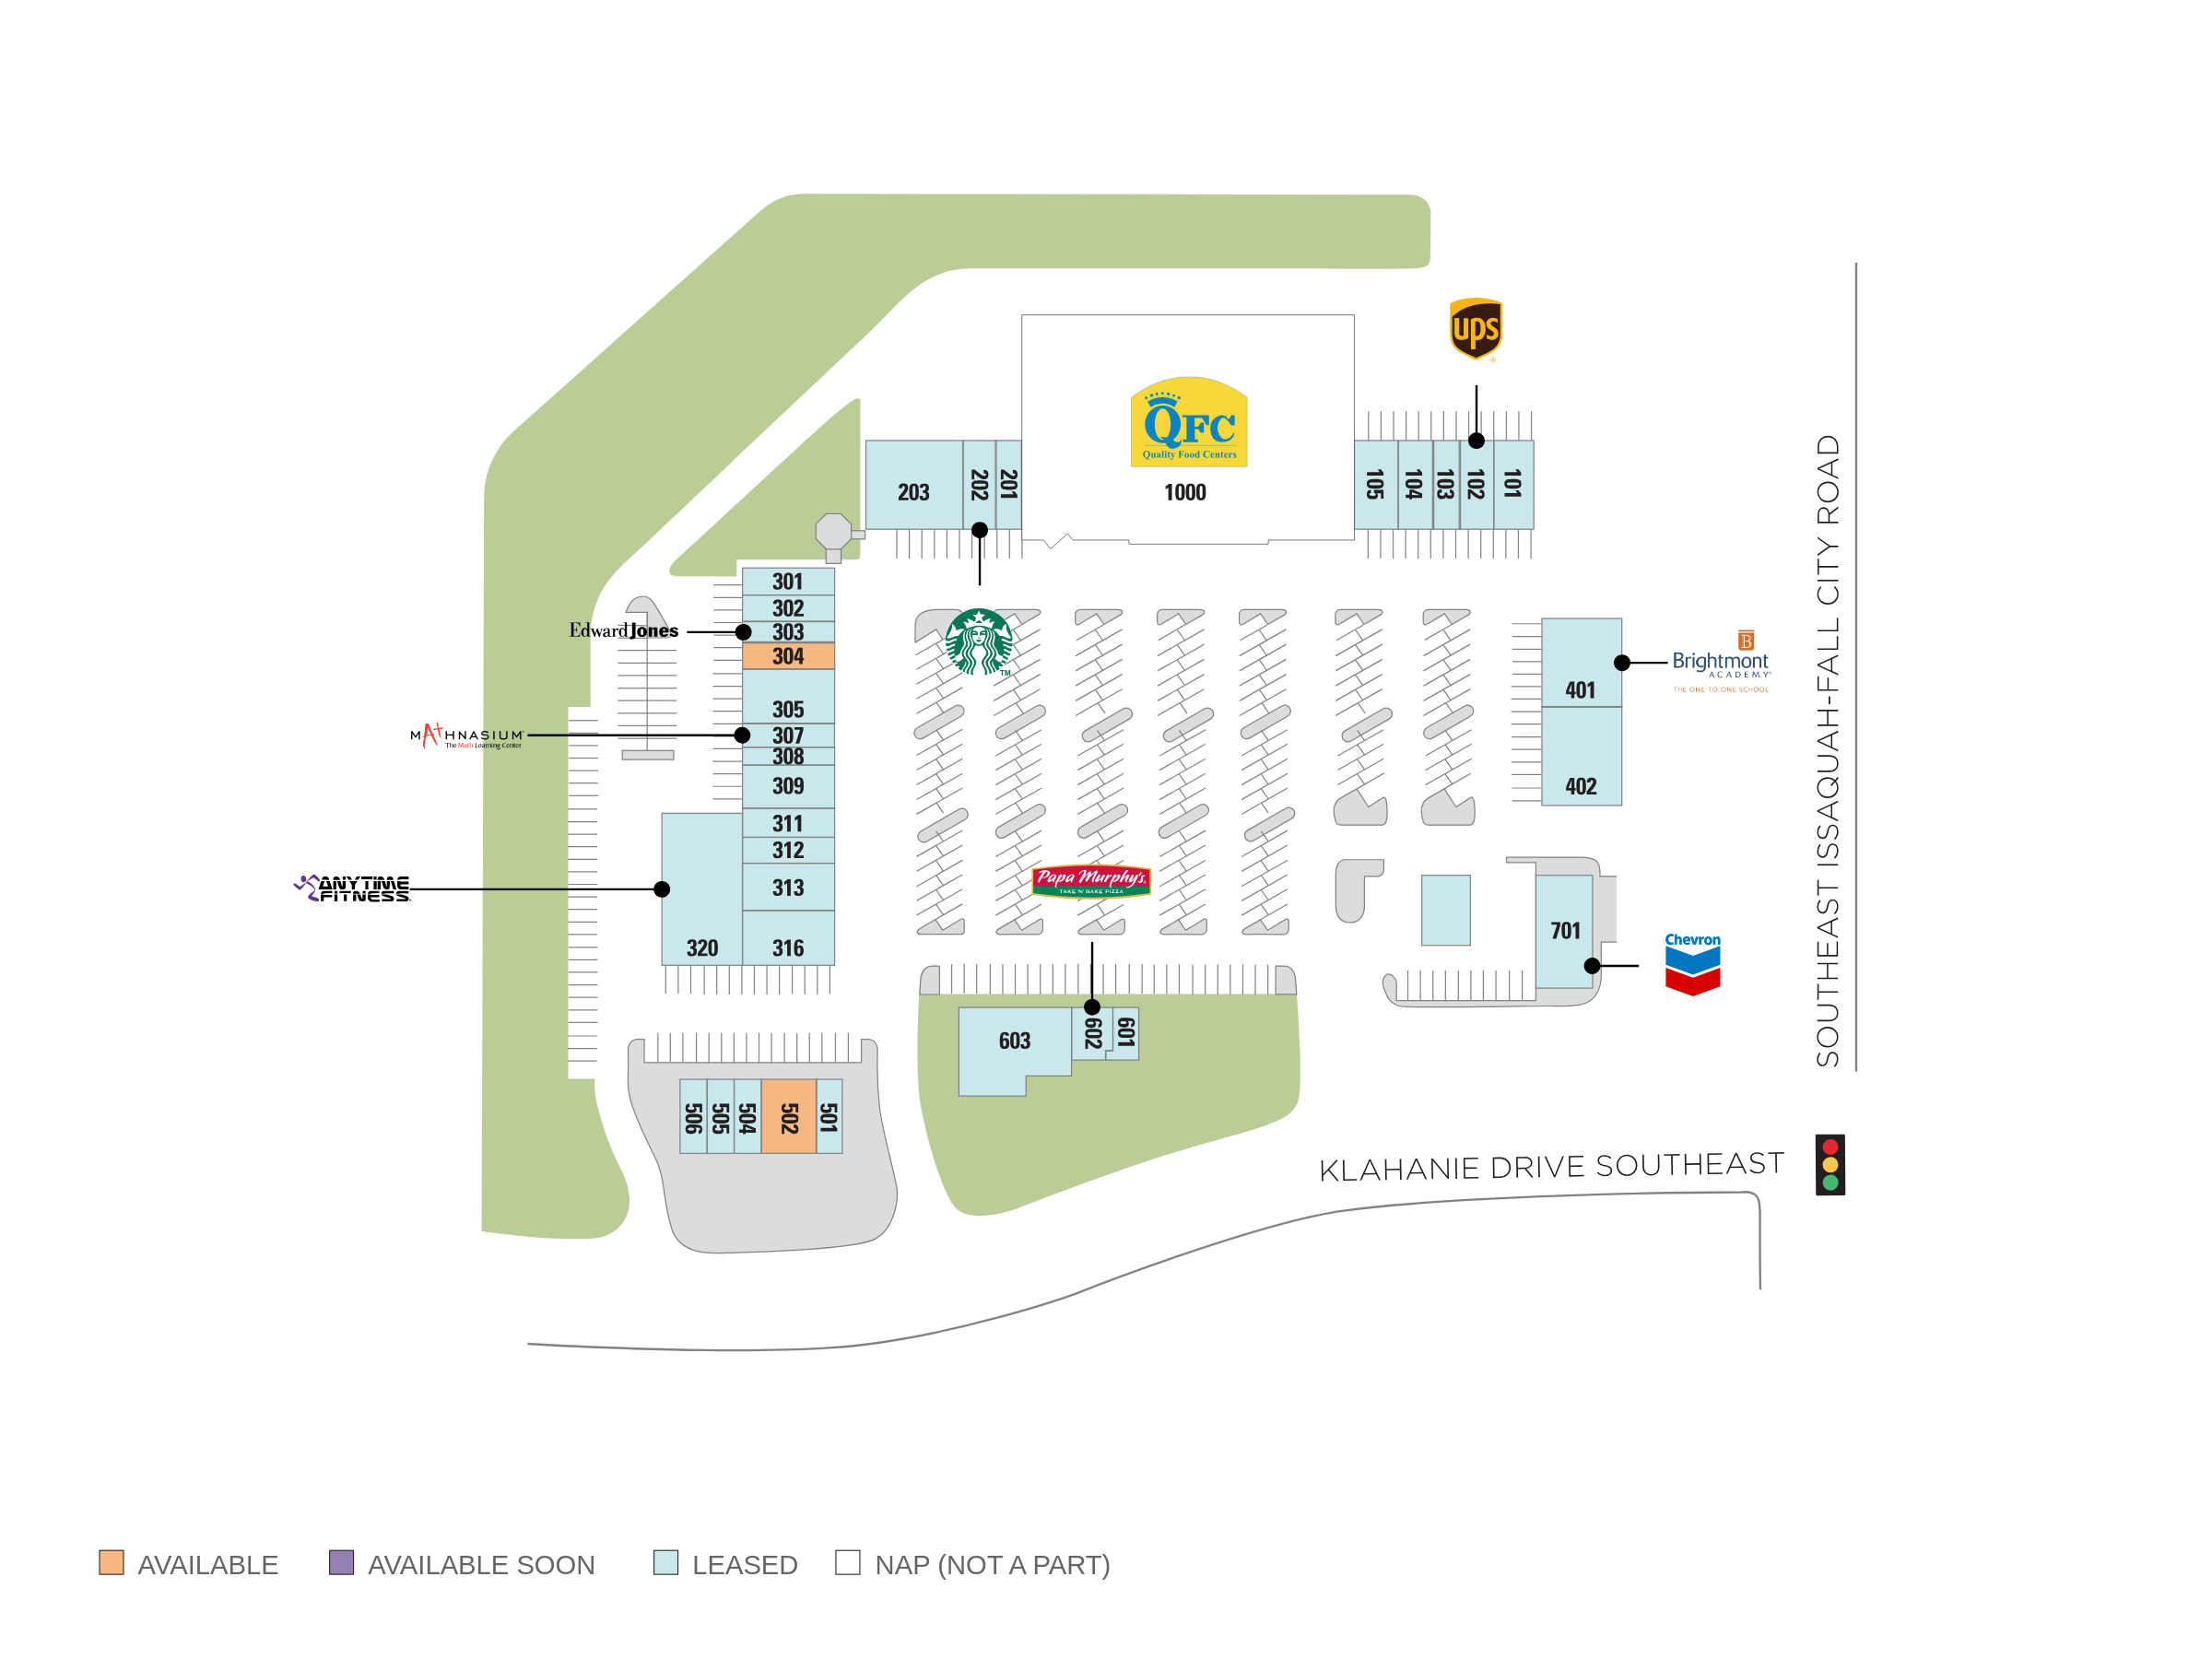 ups
®
QFC
Quality Food Centers
1000
203
202
201
105
104
103
102
101
301
302
Edward Jones
303
304
305
MAthnasium
The Math Learning Center
307
308
309
311
312
313
316
320
ANYTIME
FITNESS
TM
Papa Murphy's
TAKE 'N' BAKE PIZZA
401
402
B
Brightmont
ACADEMY
THE ONE-TO-ONE SCHOOL
701
Chevron
603
602
601
506
505
504
502
501
SOUTHEAST ISSAQUAH-FALL CITY ROAD
KLAHANIE DRIVE SOUTHEAST
AVAILABLE
AVAILABLE SOON
LEASED
NAP (NOT A PART)